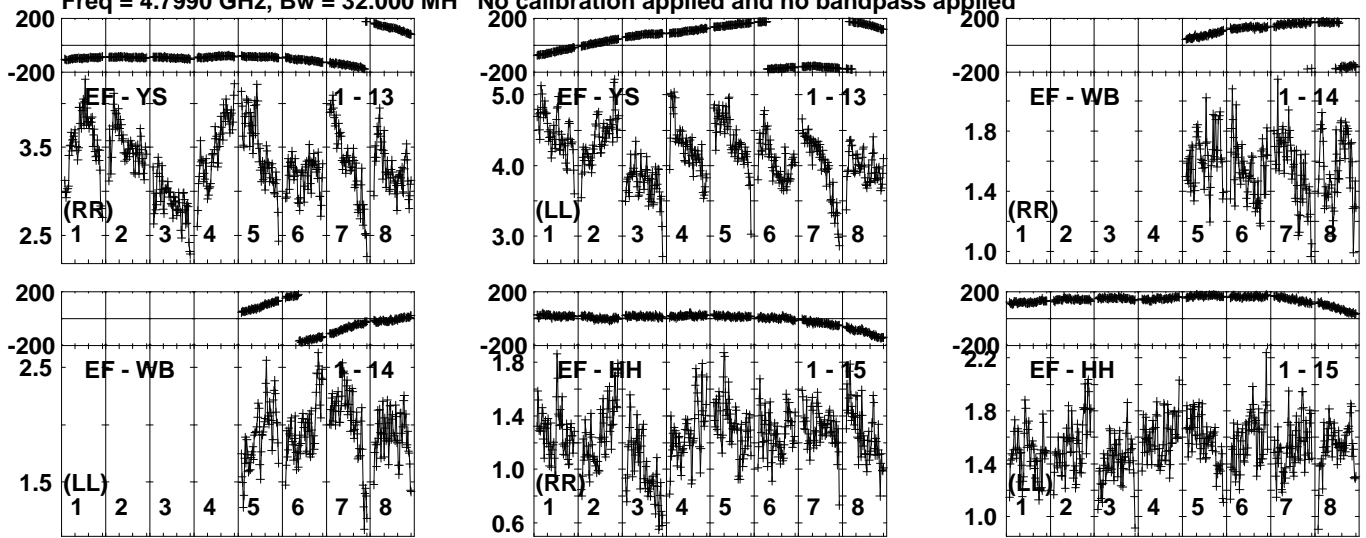 Freq = 4.7990 GHz, Bw = 32.000 MH No calibration applied and no bandpass applied
200
-200
EF - YS 1 - 13
3.5
2.5
(RR)
1 2 3 4 5 6 7 8
5.0
4.0
3.0
200
-200
EF - YS 1 - 13
(LL)
1 2 3 4 5 6 7 8
200
-200
EF - WB 1 - 14
1.8
1.4
1.0
(RR)
1 2 3 4 5 6 7 8
200
-200
2.5
EF - WB 1 - 14
1.5
(LL)
1 2 3 4 5 6 7 8
200
-200
1.8
EF - HH 1 - 15
1.4
1.0
0.6
(RR)
1 2 3 4 5 6 7 8
200
-200
2.2
EF - HH 1 - 15
1.8
1.4
1.0
(LL)
1 2 3 4 5 6 7 8